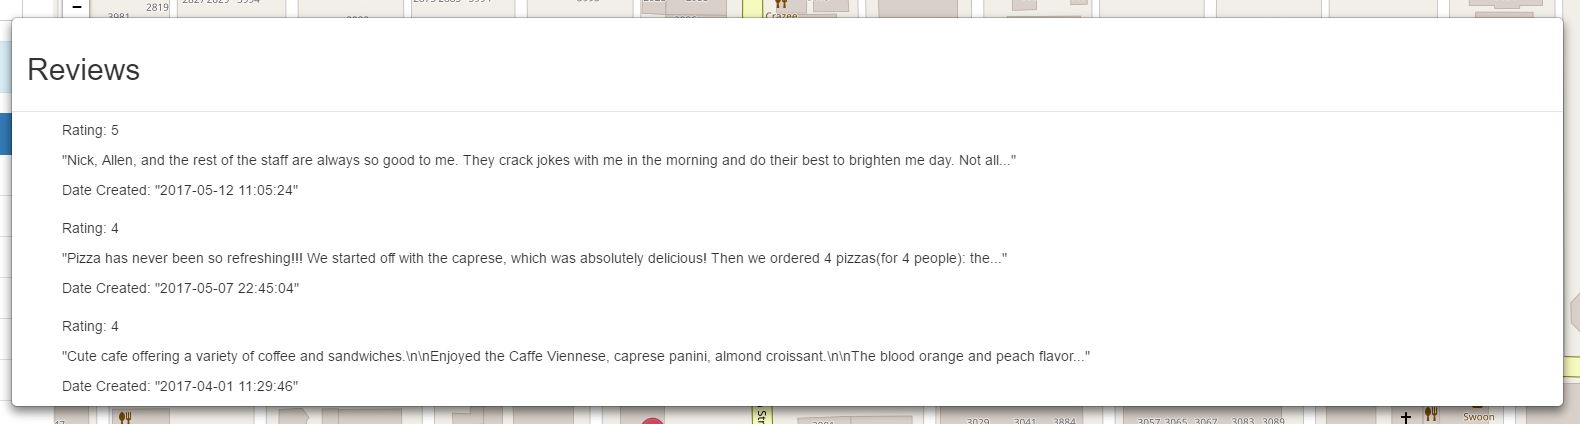 2819
3981
Crazee
Reviews
Rating: 5
"Nick, Allen, and the rest of the staff are always so good to me. They crack jokes with me in the morning and do their best to brighten me day. Not all..."
Date Created: "2017-05-12 11:05:24"
Rating: 4
"Pizza has never been so refreshing!!! We started off with the caprese, which was absolutely delicious! Then we ordered 4 pizzas(for 4 people): the..."
Date Created: "2017-05-07 22:45:04"
Rating: 4
"Cute cafe offering a variety of coffee and sandwiches.\n\nEnjoyed the Caffe Viennese, caprese panini, almond croissant.\n\nThe blood orange and peach flavor..."
Date Created: "2017-04-01 11:29:46"
Swoon
3029 3041 3884 3057 3065 3067 3083 3089